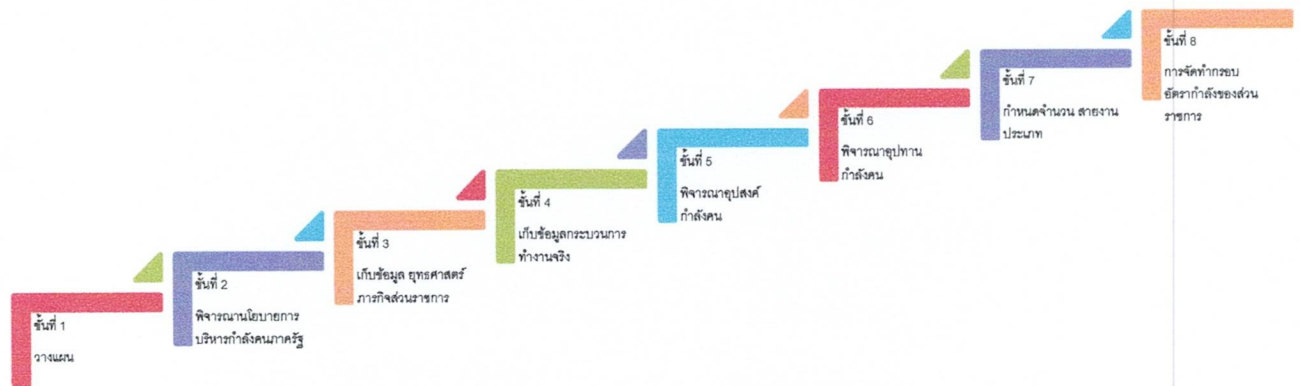 ขั้นที่ 1
วางแผน
ขั้นที่ 2
พิจารณานโยบายการ
บริหารกำลังคนภาครัฐ
ขั้นที่ 3
เก็บข้อมูล ยุทธศาสตร์
ภารกิจส่วนราชการ
ขั้นที่ 4
เก็บข้อมูลกระบวนการ
ทำงานจริง
ขั้นที่ 5
พิจารณาอุปสงค์
กำลังคน
ขั้นที่ 6
พิจารณาอุปทาน
กำลังคน
ขั้นที่ 7
กำหนดจำนวน สายงาน
ประเภท
ขั้นที่ 8
การจัดทำกรอบ
อัตรากำลังของส่วน
ราชการ